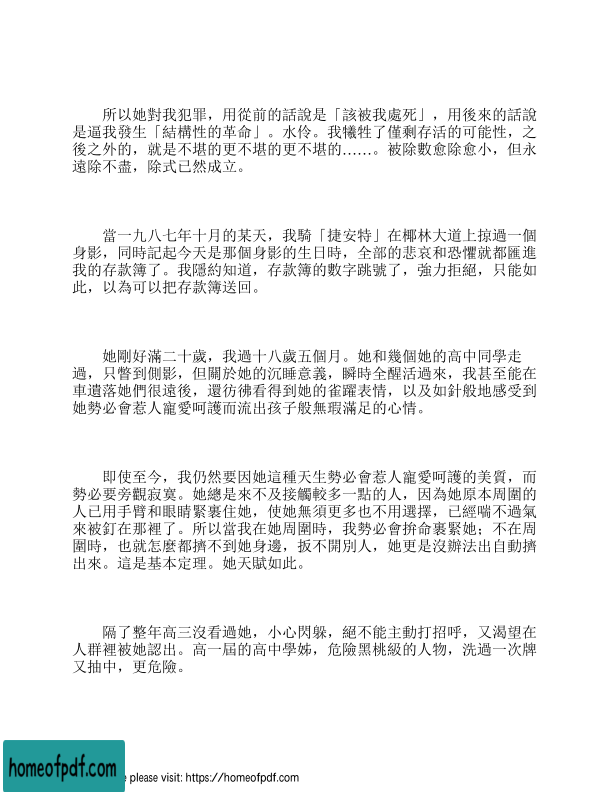 所以她對我犯罪，用從前的話說是「該被我處死」，用後來的話說
是逼我發生「結構性的革命」。水伶。我犧牲了僅剩存活的可能性，之
後之外的，就是不堪的更不堪的更不堪的……。被除數愈除愈小，但永
遠除不盡，除式已然成立。
當一九八七年十月的某天，我騎「捷安特」在椰林大道上掠過一個
身影，同時記起今天是那個身影的生日時，全部的悲哀和恐懼就都匯進
我的存款簿了。我隱約知道，存款簿的數字跳號了，強力拒絕，只能如
此，以為可以把存款簿送回。
她剛好滿二十歲，我過十八歲五個月。她和幾個她的高中同學走
過，只瞥到側影，但關於她的沉睡意義，瞬時全醒活過來，我甚至能在
車遺落她們很遠後，還彷彿看得到她的雀躍表情，以及如針般地感受到
她勢必會惹人寵愛呵護而流出孩子般無瑕滿足的心情。
即使至今，我仍然要因她這種天生勢必會惹人寵愛呵護的美質，而
勢必要旁觀寂寞。她總是來不及接觸較多一點的人，因為她原本周圍的
人已用手臂和眼睛緊裹住她，使她無須更多也不用選擇，已經喘不過氣
來被釘在那裡了。所以當我在她周圍時，我勢必會拚命裹緊她；不在周
圍時，也就怎麼都擠不到她身邊，扳不開別人，她更是沒辦法出自動擠
出來。這是基本定理。她天賦如此。
隔了整年高三沒看過她，小心閃躲，絕不能主動打招呼，又渴望在
人群裡被她認出。高一屆的高中學姊，危險黑桃級的人物，洗過一次牌
又抽中，更危險。
homeofpdf.com
please visit: https://homeofpdf.com